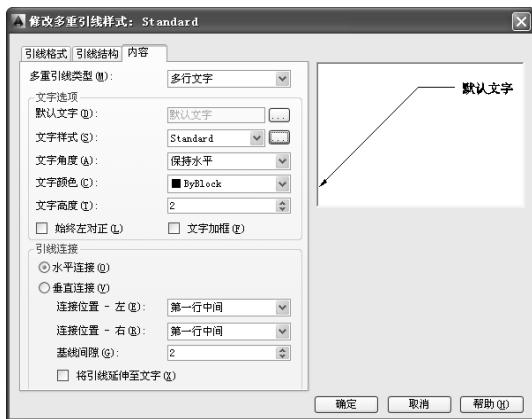 修改多重引线样式: Standard
引线格式 引线结构 内容
多重引线类型(M): 多行文字
文字选项
默认文字(D): 默认文字 ...
文字样式(S): Standard ...
文字角度(A): 保持水平
文字颜色(C): ByBlock
文字高度(T): 2
始终左对正(L) 文字加框(F)
引线连接
水平连接(O)
垂直连接(V)
连接位置 - 左(E): 第一行中间
连接位置 - 右(R): 第一行中间
基线间隙(G): 2
将引线延伸至文字(X)
默认文字
确定 取消 帮助(H)